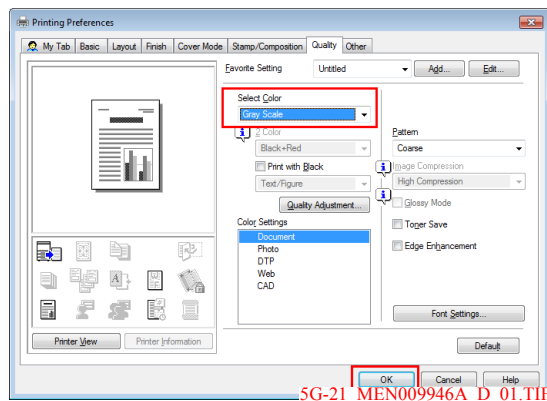 Printing Preferences
My Tab Basic Layout Finish Cover Mode Stamp/Composition Quality Other
Favorite Setting Untitled Add... Edit...
Select Color
Gray Scale
2 Color
Black+Red
Print with Black
Text/Figure
Quality Adjustment...
Color Settings
Document
Photo
DTP
Web
CAD
Pattern
Coarse
Image Compression
High Compression
Glossy Mode
Toner Save
Edge Enhancement
Font Settings...
Printer View Printer Information
Default
OK Cancel Help
5G-21_MEN009946A_D_01.TIF